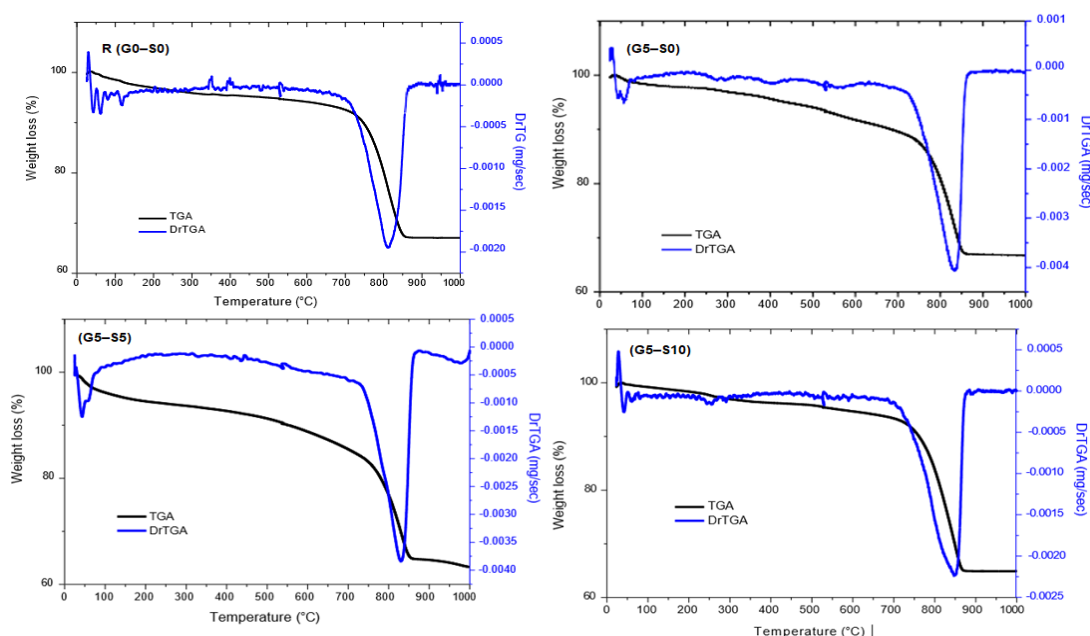 R (G0–S0)
Weight loss (%)
100
80
60
0 100 200 300 400 500 600 700 800 900 1000
Temperature (°C)
TGA
DrTGA
0.0005
0.0000
-0.0005
-0.0010
-0.0015
-0.0020
DrTG (mg/sec)
(G5–S0)
Weight loss (%)
100
80
60
0 100 200 300 400 500 600 700 800 900 1000
Temperature (°C)
TGA
DrTGA
0.001
0.000
-0.001
-0.002
-0.003
-0.004
DrTGA (mg/sec)
(G5–S5)
Weight loss (%)
100
80
60
0 100 200 300 400 500 600 700 800 900 1000
Temperature (°C)
TGA
DrTGA
0.0005
0.0000
-0.0005
-0.0010
-0.0015
-0.0020
-0.0025
-0.0030
-0.0035
-0.0040
DrTGA (mg/sec)
(G5–S10)
Weight loss (%)
100
80
60
0 100 200 300 400 500 600 700 800 900 1000
Temperature (°C)
TGA
DrTGA
0.0005
0.0000
-0.0005
-0.0010
-0.0015
-0.0020
-0.0025
DrTGA (mg/sec)